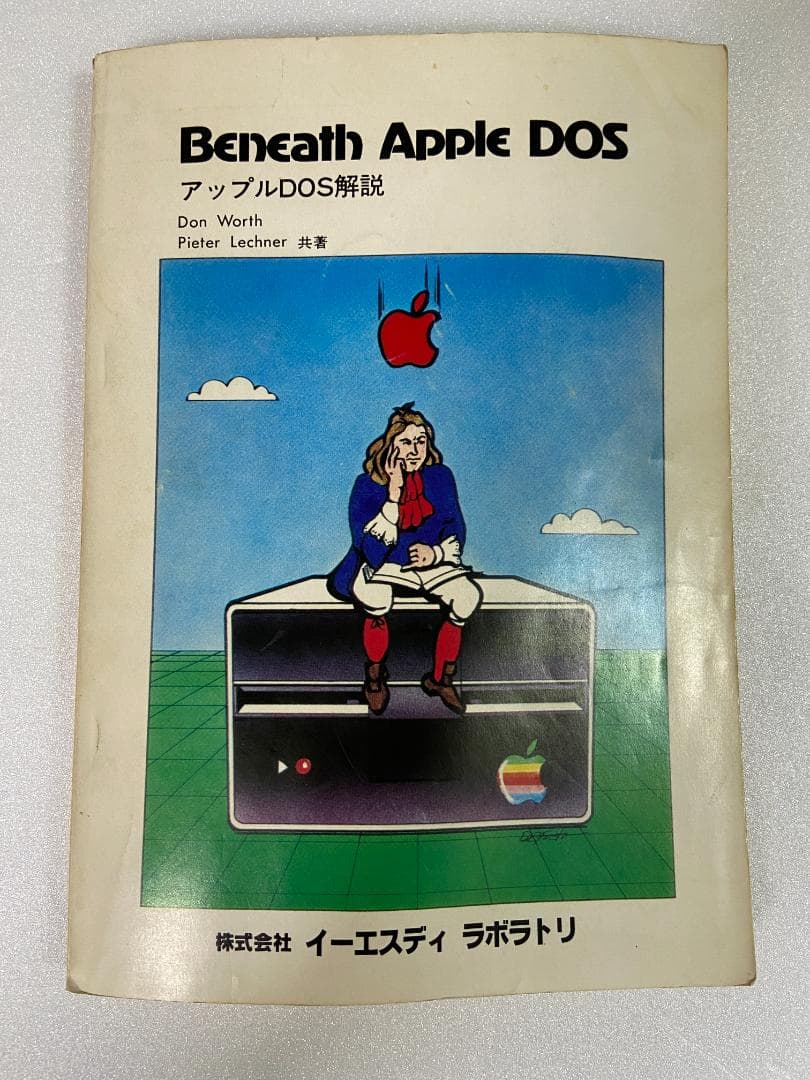 Beneath Apple DOS
アップルDOS解説
Don Worth
Pieter Lechner 共著
株式会社 イーエスディ ラボラトリ